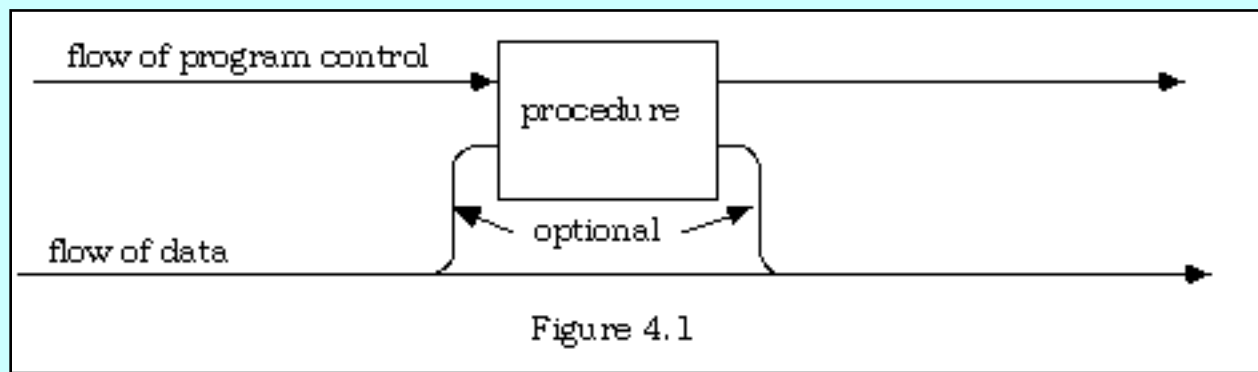 flow of program control
procedure
optional
flow of data
Figure 4.1